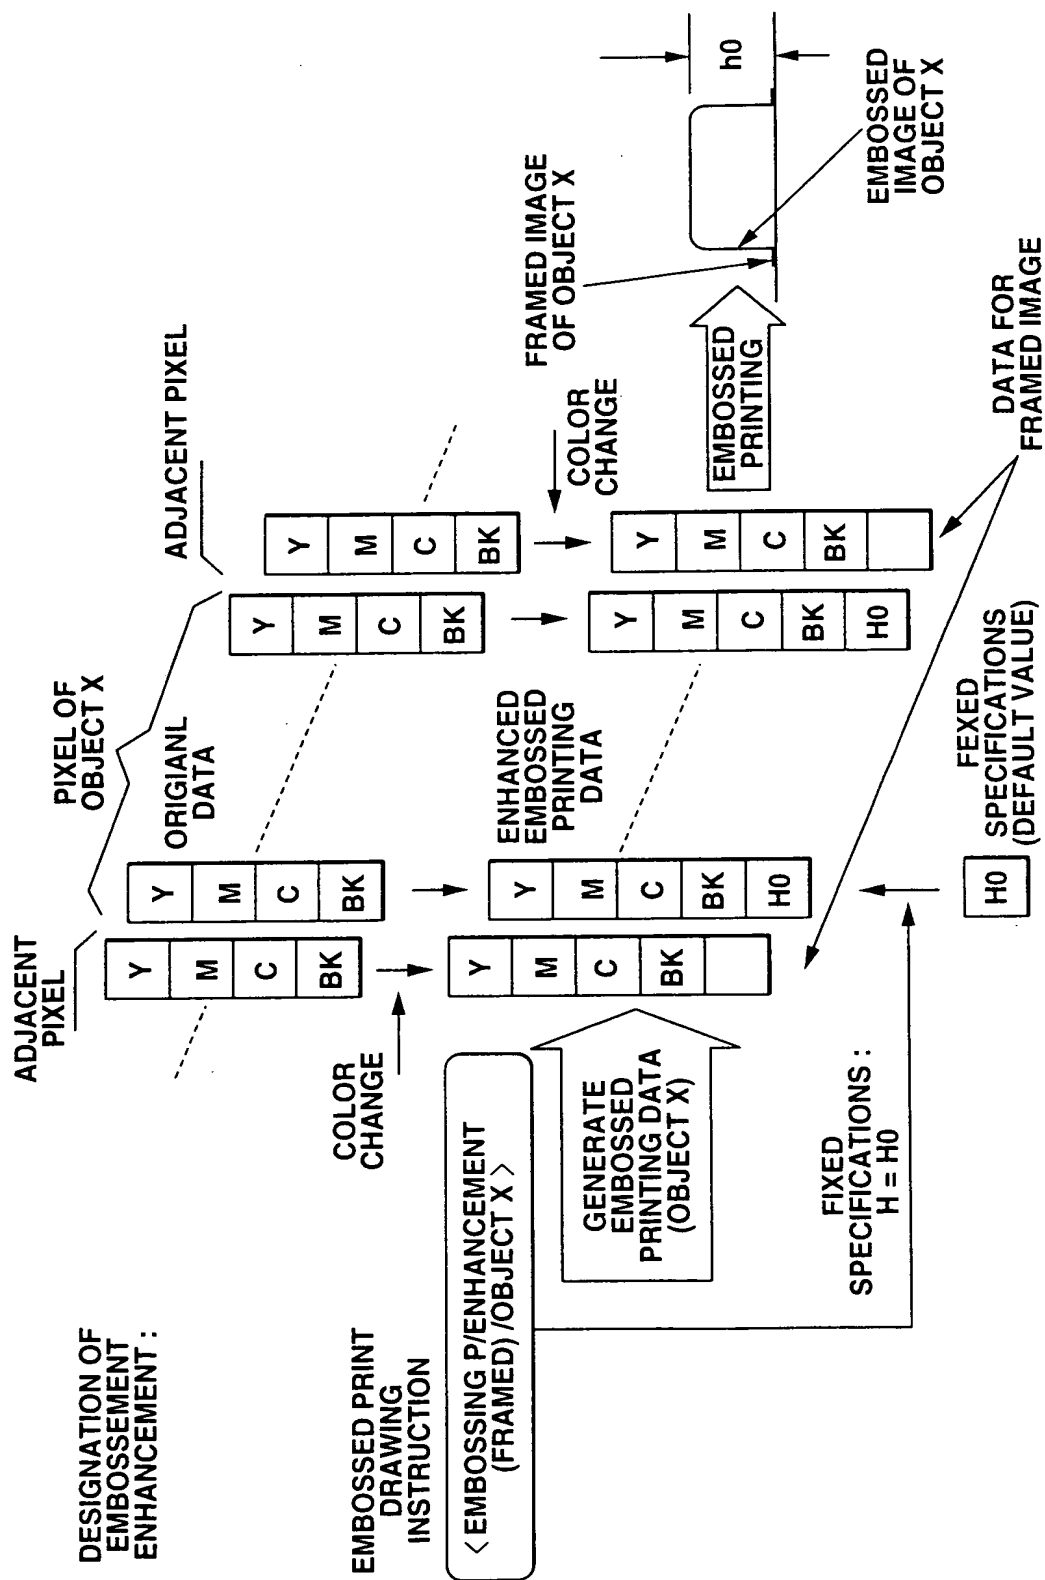 DESIGNATION OF
EMBOSSEMENT
ENHANCEMENT :
EMBOSSED PRINT
DRAWING
INSTRUCTION
< EMBOSSING P/ENHANCEMENT
(FRAMED) /OBJECT X >
GENERATE
EMBOSSED
PRINTING DATA
(OBJECT X)
FIXED
SPECIFICATIONS :
H = H0
ADJACENT
PIXEL
PIXEL OF
OBJECT X
ADJACENT PIXEL
ORIGIANL
DATA
Y
M
C
BK
Y
M
C
BK
Y
M
C
BK
Y
M
C
BK
COLOR
CHANGE
COLOR
CHANGE
ENHANCED
EMBOSSED
PRINTING
DATA
Y
M
C
BK
Y
M
C
BK
H0
Y
M
C
BK
H0
Y
M
C
BK
H0
FEXED
SPECIFICATIONS
(DEFAULT VALUE)
DATA FOR
FRAMED IMAGE
EMBOSSED
PRINTING
FRAMED IMAGE
OF OBJECT X
h0
EMBOSSED
IMAGE OF
OBJECT X